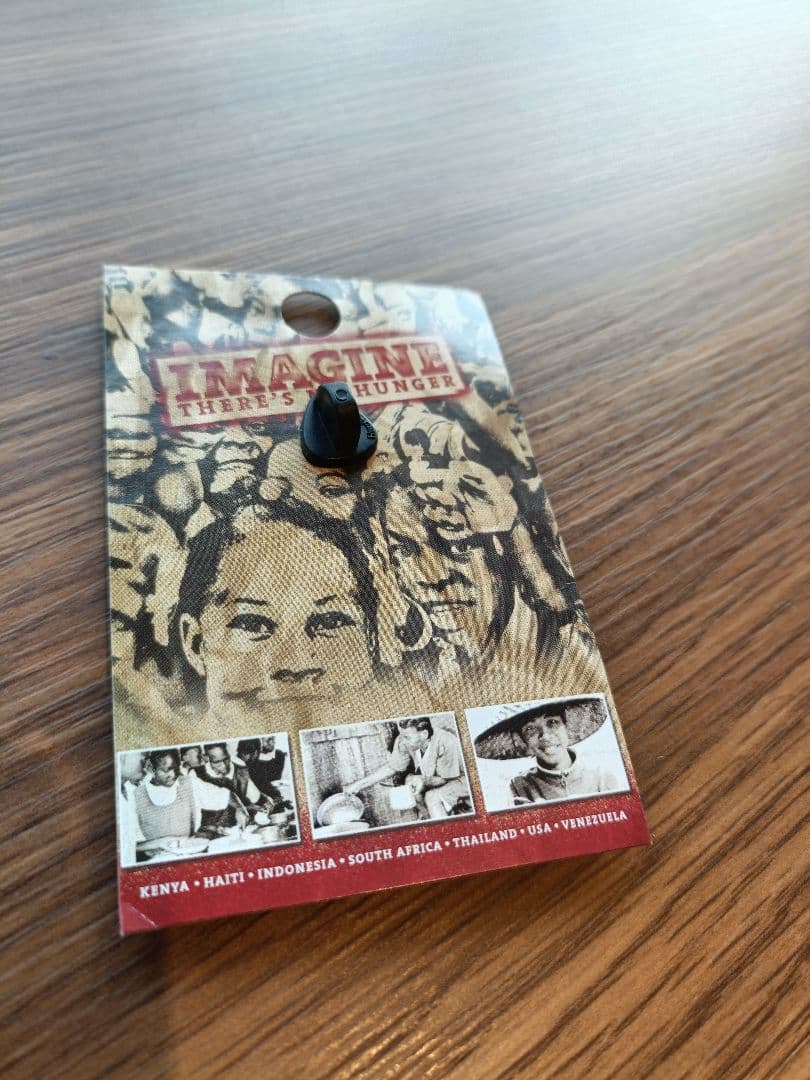 IMAGINE
THERE'S HUNGER
KENYA • HAITI • INDONESIA • SOUTH AFRICA • THAILAND • USA • VENEZUELA